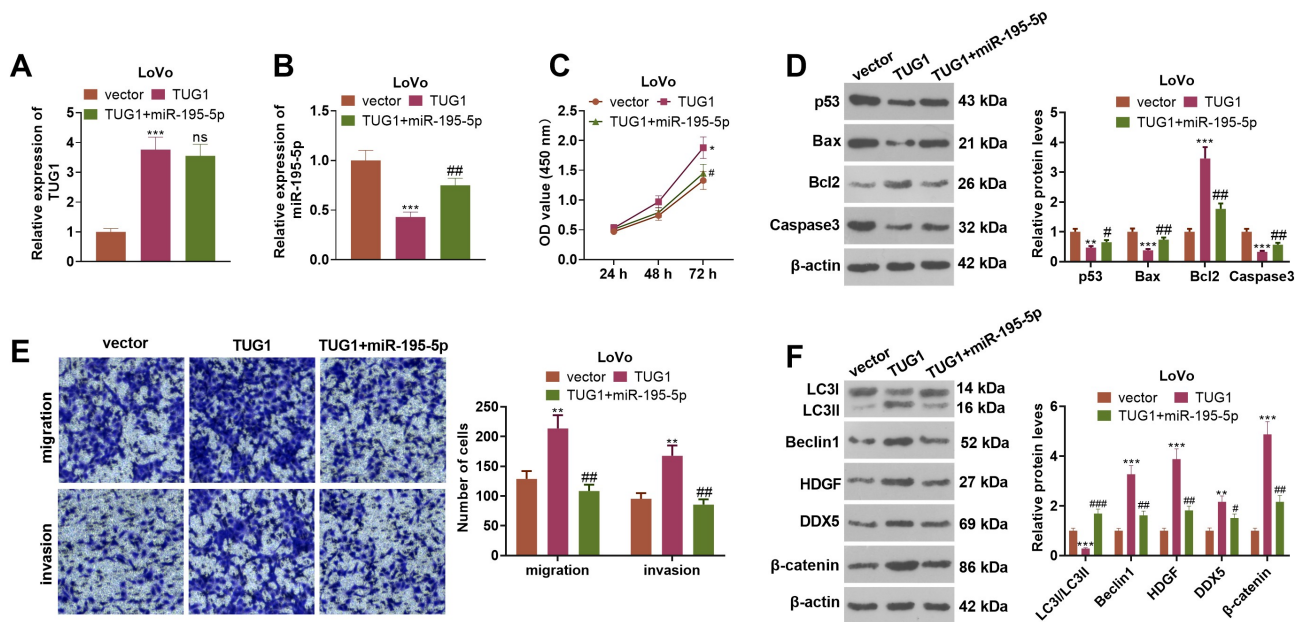 A
LoVo
vector TUG1
TUG1+miR-195-5p
Relative expression of
TUG1
5
4
3
2
1
0
***
ns
B
LoVo
vector TUG1
TUG1+miR-195-5p
Relative expression of
miR-195-5p
1.5
1.0
0.5
0.0
***
##
C
LoVo
vector TUG1
TUG1+miR-195-5p
OD value (450 nm)
2.5
2.0
1.5
1.0
0.5
0.0
*
#
24 h 48 h 72 h
D
vector TUG1 TUG1+miR-195-5p
p53 43 kDa
Bax 21 kDa
Bcl2 26 kDa
Caspase3 32 kDa
β-actin 42 kDa
LoVo
vector TUG1
TUG1+miR-195-5p
Relative protein leves
5
4
3
2
1
0
** # *** ## *** ## *** ##
p53 Bax Bcl2 Caspase3
E
vector TUG1 TUG1+miR-195-5p
migration
invasion
LoVo
vector TUG1
TUG1+miR-195-5p
Number of cells
250
200
150
100
50
0
** ## ** ##
migration invasion
F
vector TUG1 TUG1+miR-195-5p
LC3I 14 kDa
LC3II 16 kDa
Beclin1 52 kDa
HDGF 27 kDa
DDX5 69 kDa
β-catenin 86 kDa
β-actin 42 kDa
LoVo
vector TUG1
TUG1+miR-195-5p
Relative protein leves
6
4
2
0
*** ### *** ## *** ## ** # *** ##
LC3I/LC3II Beclin1 HDGF DDX5 β-catenin